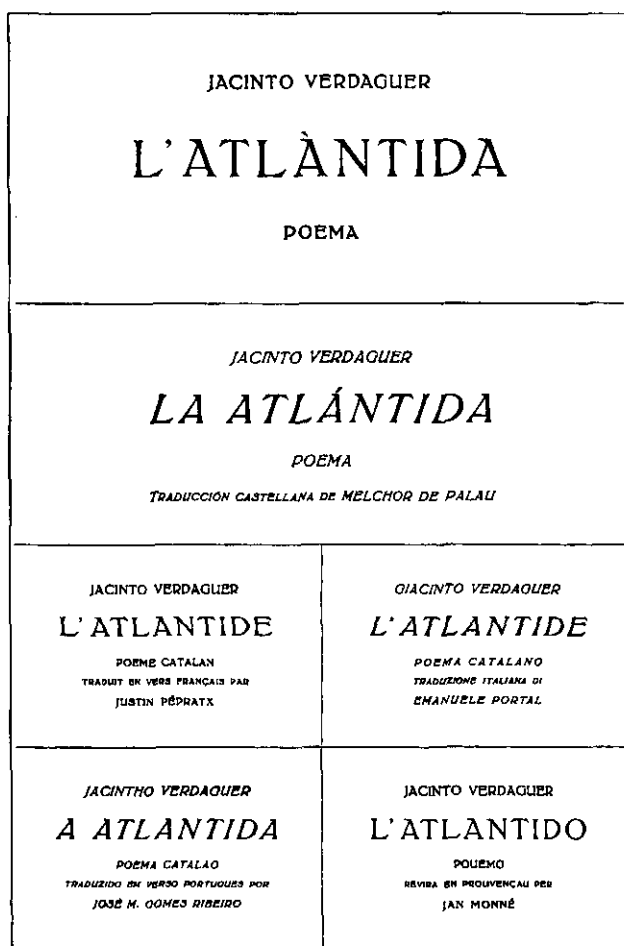 JACINTO VERDAGUER
L'ATLÀNTIDA
POEMA
JACINTO VERDAGUER
LA ATLÁNTIDA
POEMA
TRADUCCIÓN CASTELLANA DE MELCHOR DE PALAU
JACINTO VERDAGUER
L'ATLANTIDE
POEME CATALAN
TRADUIT EN VERS FRANÇAIS PAR
JUSTIN PÉPRATX
GIACINTO VERDAGUER
L'ATLANTIDE
POEMA CATALANO
TRADUZIONE ITALIANA DI
EMANUELE PORTAL
JACINTHO VERDAGUER
A ATLANTIDA
POEMA CATALAO
TRADUZIDO EM VERSO PORTUGUES POR
JOSÉ M. GOMES RIBEIRO
JACINTO VERDAGUER
L'ATLANTIDO
POUEMO
REVIRA EN PROUVENÇAU PER
JAN MONNÉ